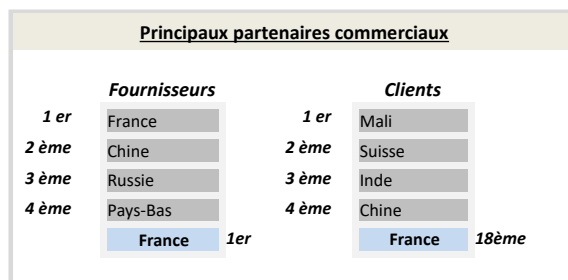 Principaux partenaires commerciaux
Fournisseurs Clients
1 er France 1 er Mali
2 ème Chine 2 ème Suisse
3 ème Russie 3 ème Inde
4 ème Pays-Bas 4 ème Chine
France 1er France 18ème